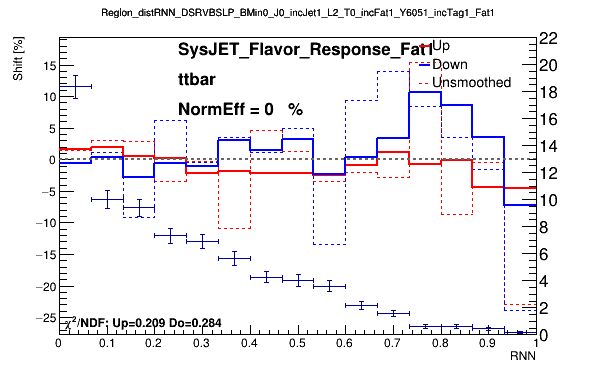 Region_distRNN_DSRVBSLP_BMin0_J0_incJet1_L2_T0_incFat1_Y6051_incTag1_Fat1
SysJET_Flavor_Response_Fat1
ttbar
NormEff = 0 %
Up
Down
Unsmoothed
Shift [%]
15
10
5
0
−5
−10
−15
−20
−25
22
20
18
16
14
12
10
8
6
4
2
0
χ²/NDF: Up=0.209 Do=0.284
0 0.1 0.2 0.3 0.4 0.5 0.6 0.7 0.8 0.9 1
RNN